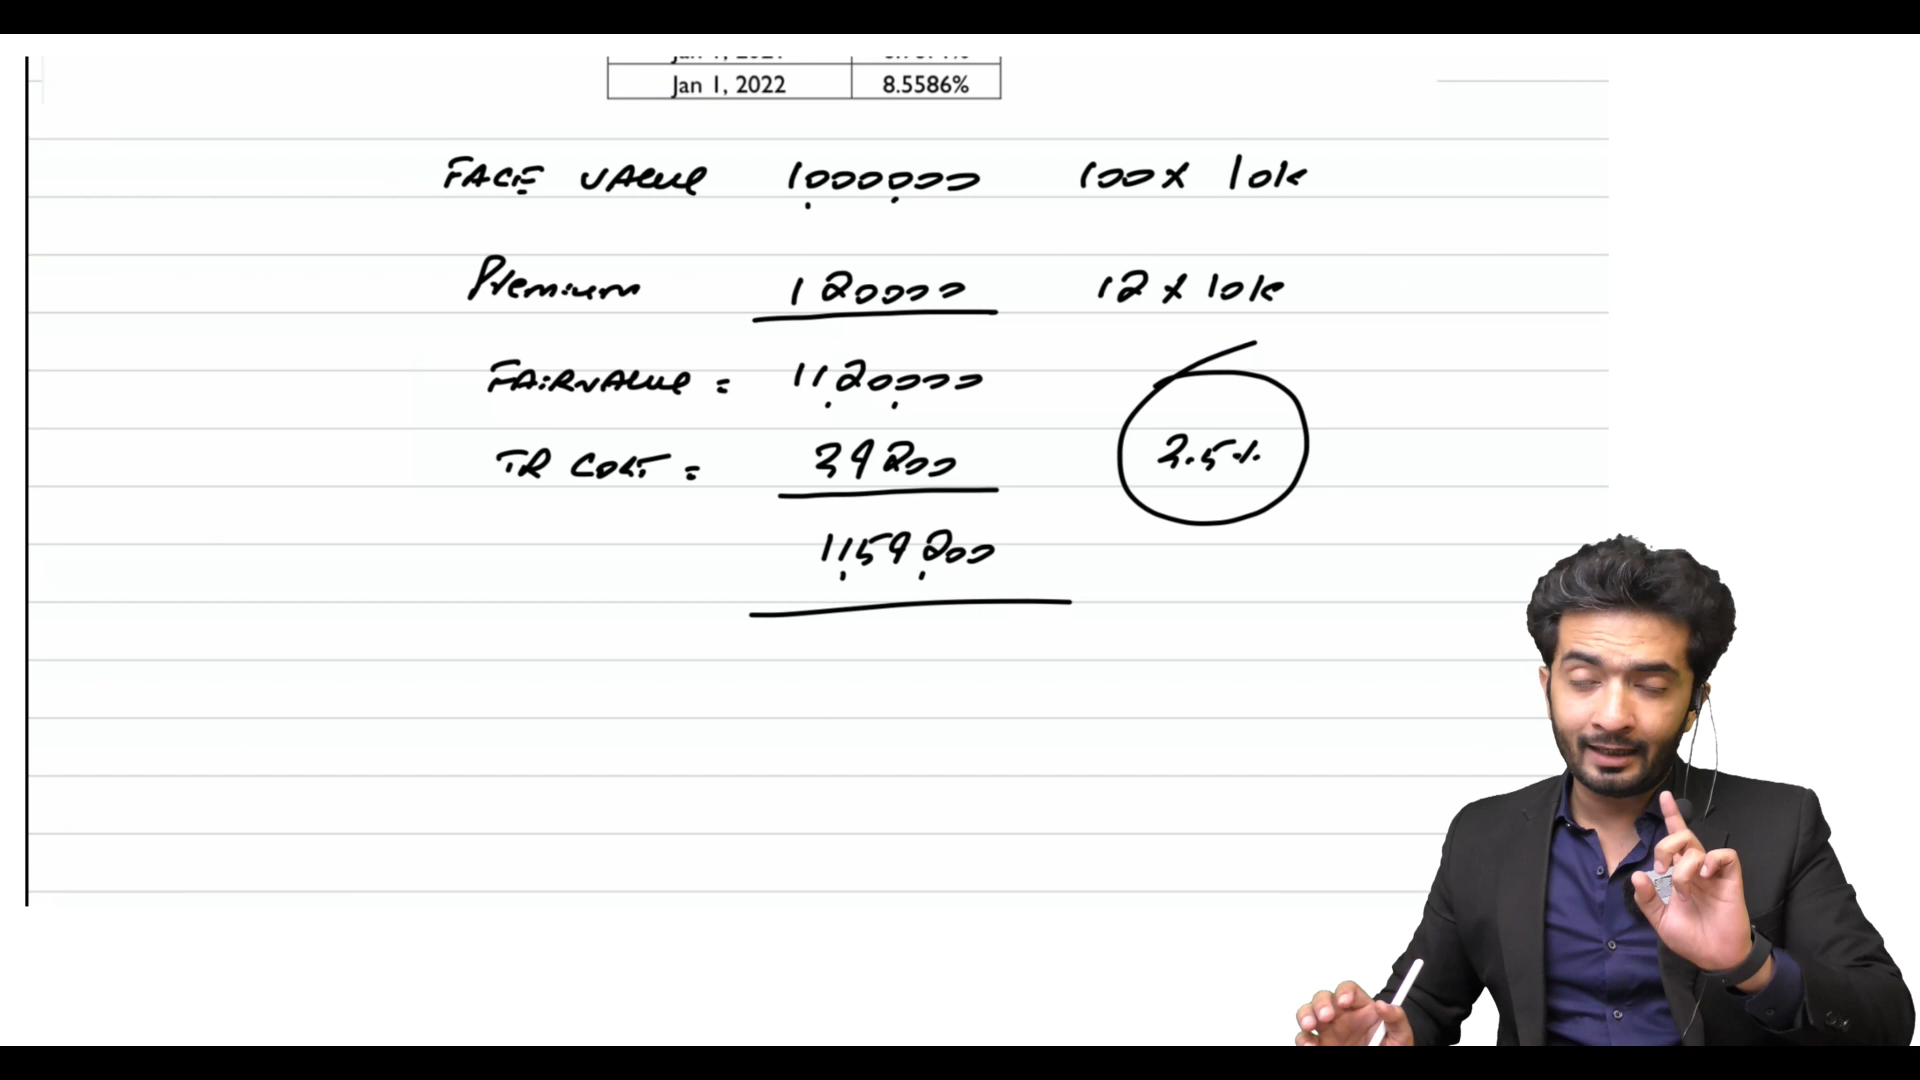 Jan 1, 2022 8.5586%
FACE VALUE 1000000 100 x 10k
Premium 120000 12 x 10k
FAIRVALUE = 1120000
TR COST = 39200 3.5%
1159200